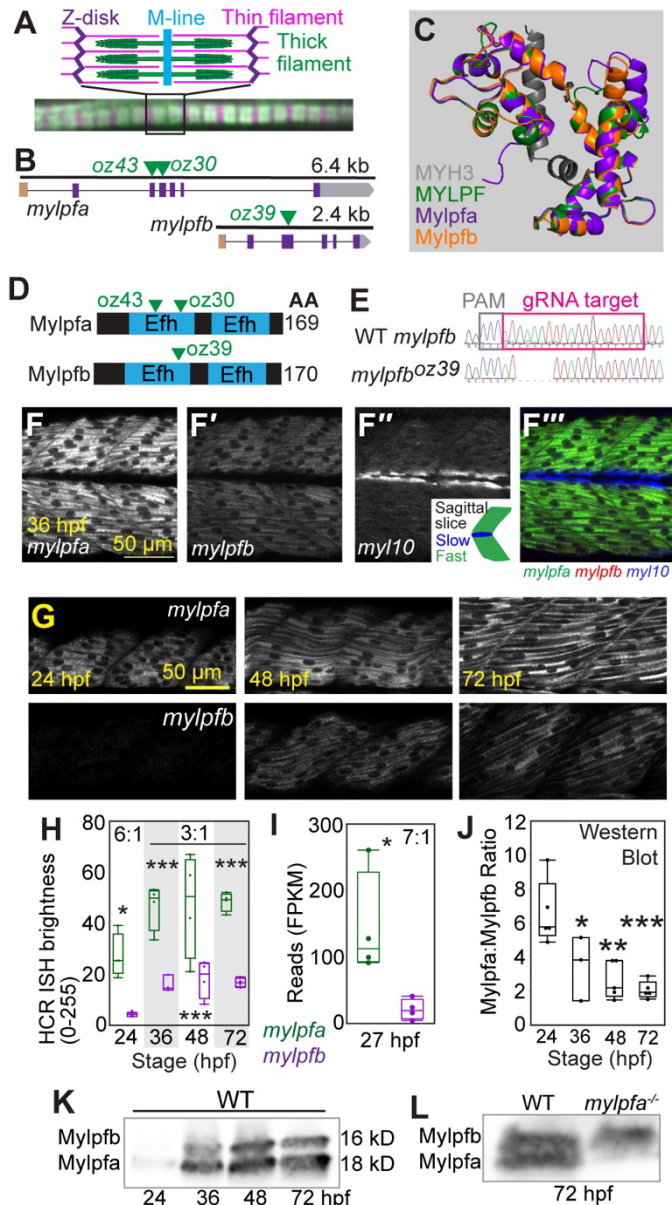 A
Z-disk
M-line
Thin filament
Thick
filament
B
oz43
oz30
6.4 kb
mylpfa
oz39
2.4 kb
mylpfb
C
MYH3
MYLPF
Mylpfa
Mylpfb
D
oz43
oz30
AA
Mylpfa
Efh
Efh
169
oz39
Mylpfb
Efh
Efh
170
E
PAM
gRNA target
WT mylpfb
mylpfb^oz39
F
36 hpf
mylpfa
50 µm
F′
mylpfb
F″
myl10
Sagittal
slice
Slow
Fast
F‴
mylpfa mylpfb myl10
G
mylpfa
24 hpf
50 µm
48 hpf
72 hpf
mylpfb
H
HCR ISH brightness
(0-255)
80
60
40
20
0
6:1
3:1
*
***
***
***
24 36 48 72
Stage (hpf)
I
Reads (FPKM)
300
200
100
0
*
7:1
27 hpf
mylpfa
mylpfb
J
Mylpfa:Mylpfb Ratio
12
10
8
6
4
2
0
Western
Blot
*
**
***
24 36 48 72
Stage (hpf)
K
WT
Mylpfb
16 kD
Mylpfa
18 kD
24 36 48 72 hpf
L
WT
mylpfa-/-
Mylpfb
Mylpfa
72 hpf